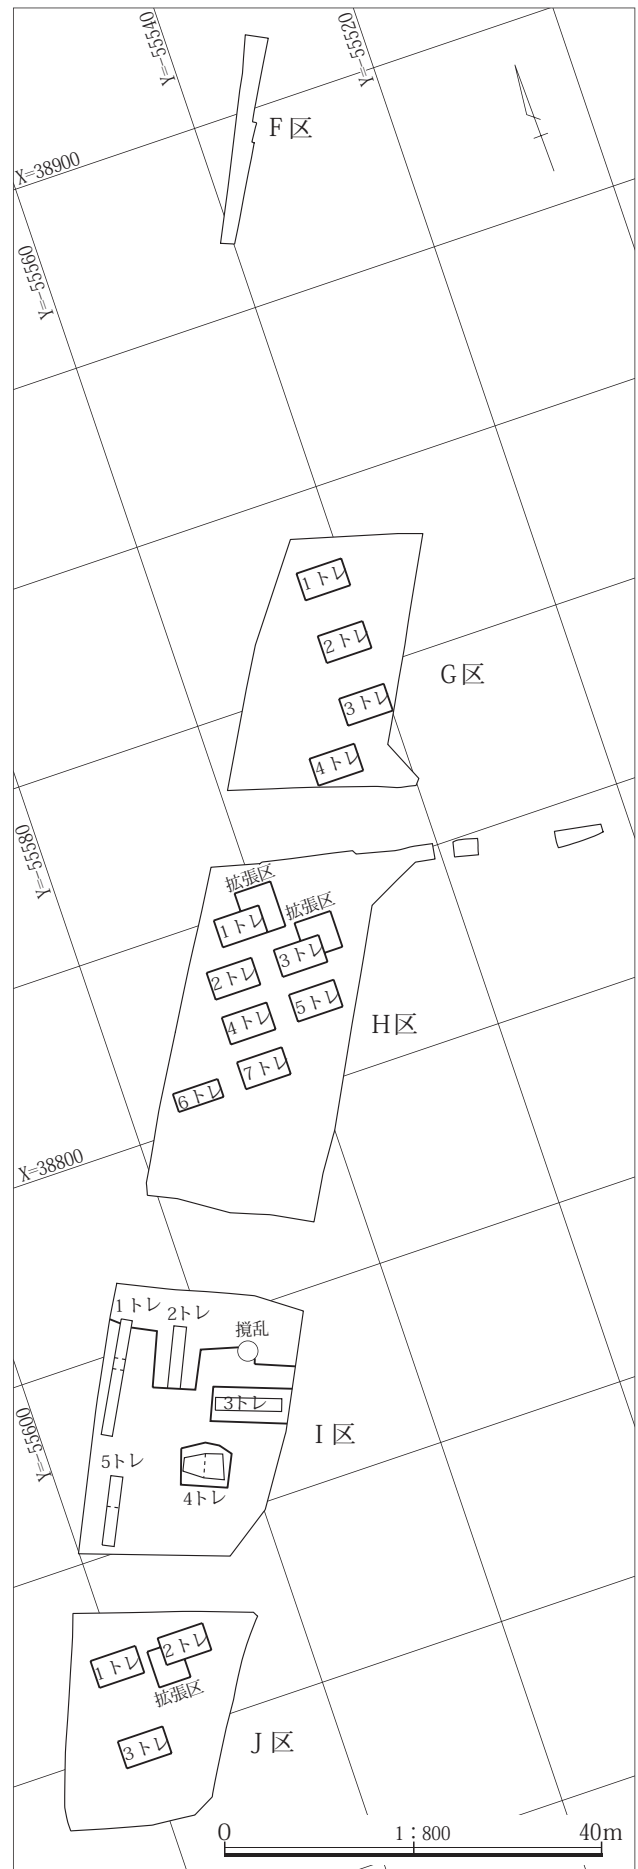 Y=-55540
Y=-55520
F区
X=38900
Y=-55560
1トレ
2トレ
G区
3トレ
4トレ
Y=-55580
拡張区
拡張区
1トレ
3トレ
2トレ
5トレ
4トレ
H区
7トレ
6トレ
X=38800
1トレ
2トレ
撹乱
3トレ
I区
Y=-55600
5トレ
4トレ
2トレ
1トレ
拡張区
3トレ
J区
0 1：800 40m